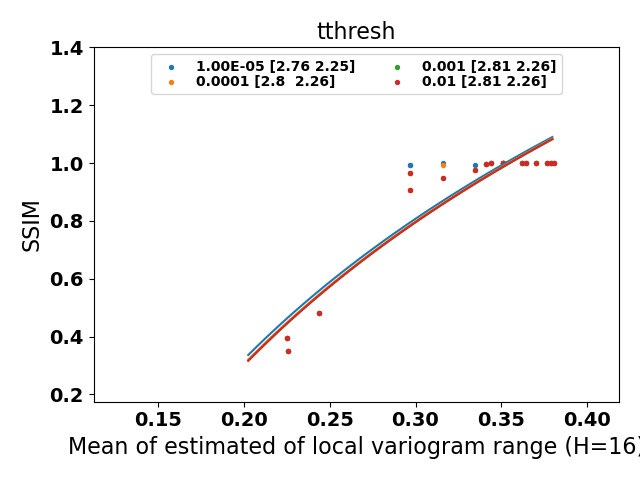 tthresh
1.00E-05 [2.76 2.25]
0.0001 [2.8  2.26]
0.001 [2.81 2.26]
0.01 [2.81 2.26]
1.4
1.2
1.0
0.8
0.6
0.4
0.2
SSIM
0.15 0.20 0.25 0.30 0.35 0.40
Mean of estimated of local variogram range (H=16)